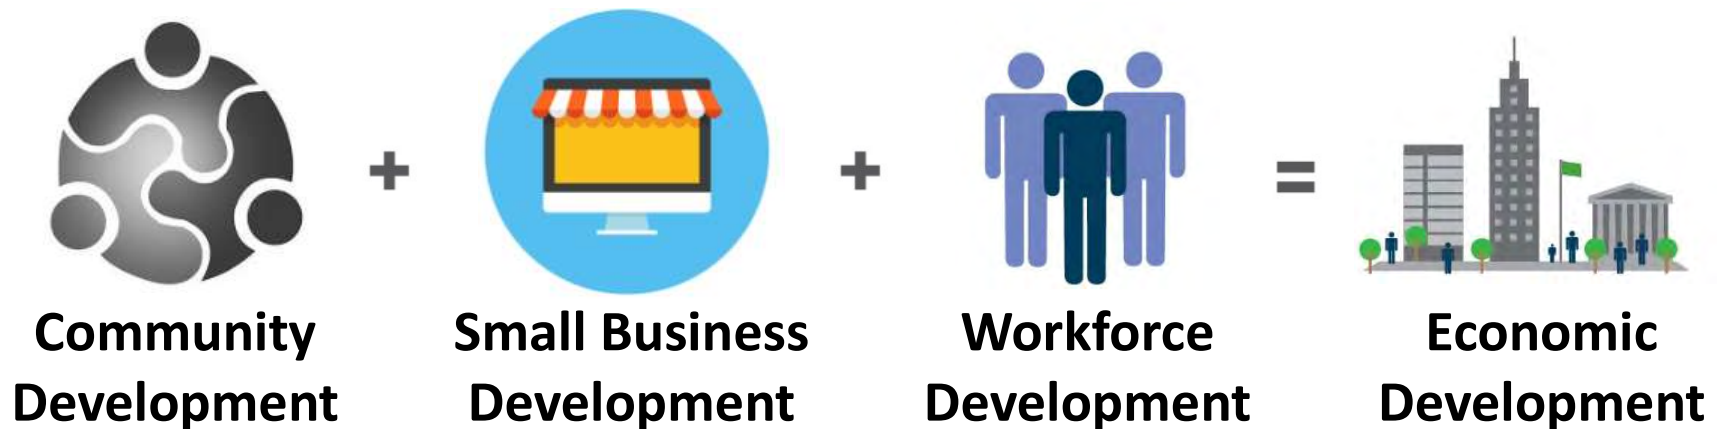 +
+
=
Community
Development
Small Business
Development
Workforce
Development
Economic
Development